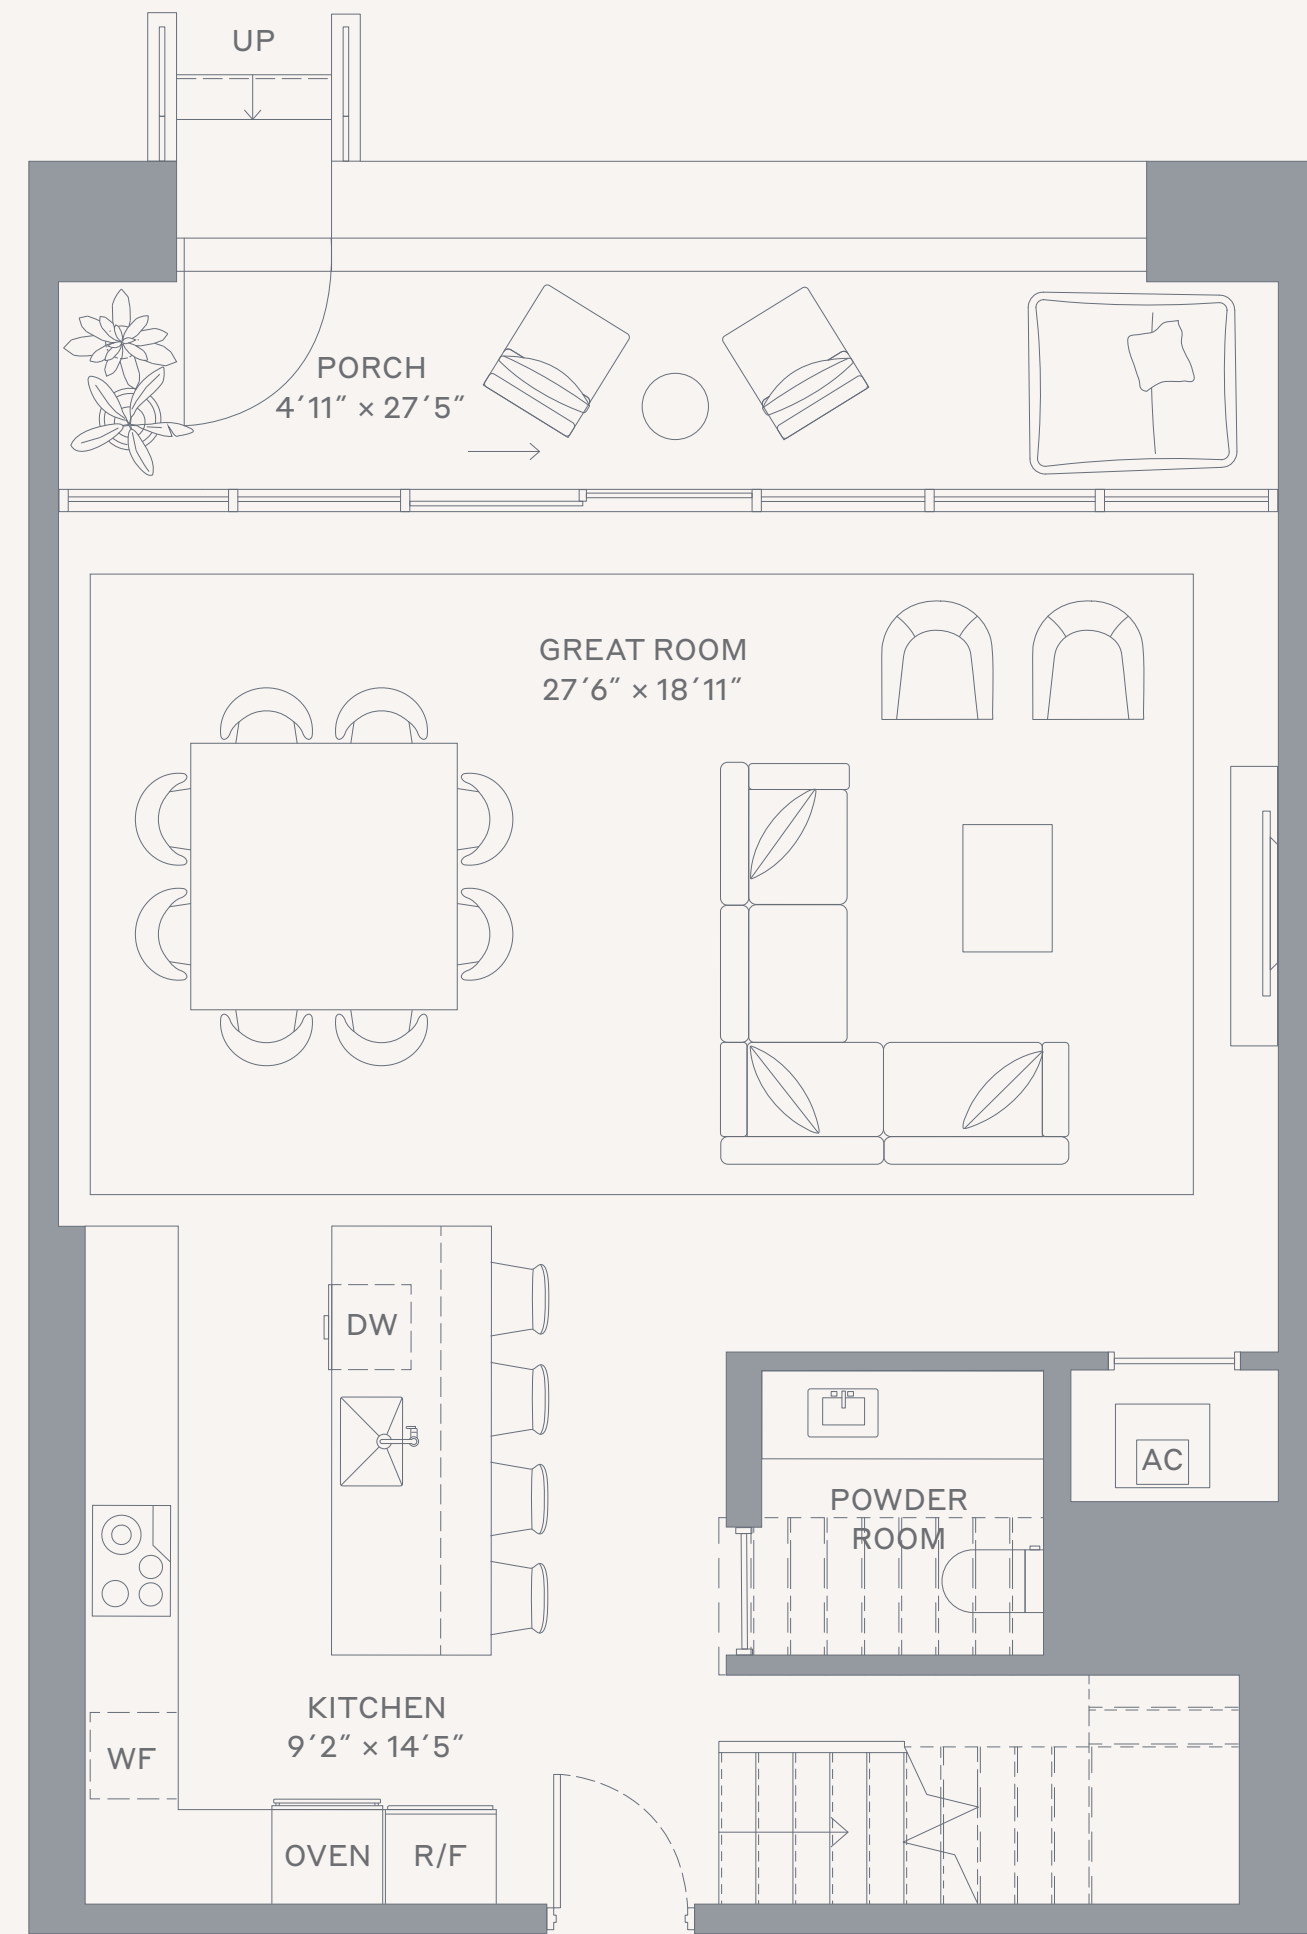 UP
PORCH
4′11″ × 27′5″
GREAT ROOM
27′6″ × 18′11″
DW
AC
POWDER
ROOM
KITCHEN
9′2″ × 14′5″
WF
OVEN
R/F